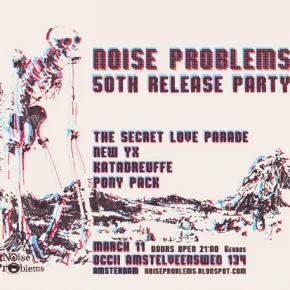 NOISE PROBLEMS
50TH RELEASE PARTY
THE SECRET LOVE PARADE
NEW YX
KATADREUFFE
PONY PACK
MARCH 11 DOORS OPEN 21:00 6EUROS
OCCII AMSTELVEENSWEG 134
AMSTERDAM NOISEPROBLEMS.BLOGSPOT.COM
Noise
PrOblems